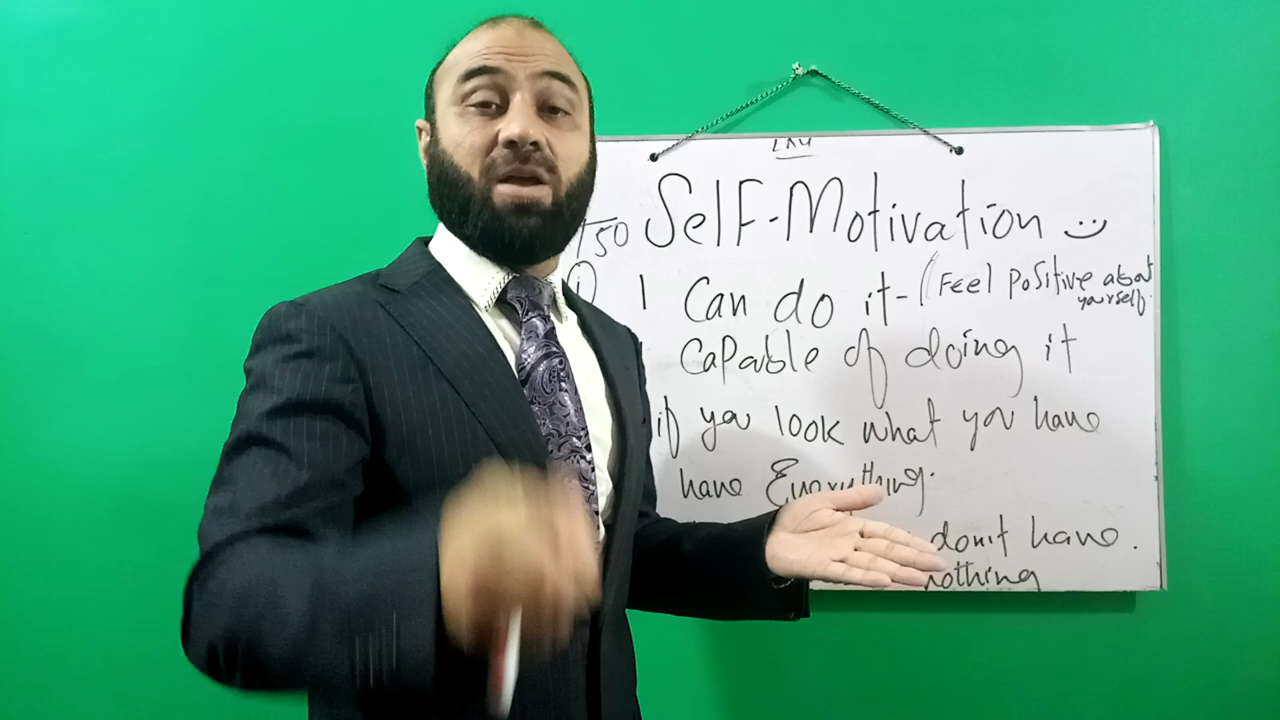 Self-Motivation
1 Can do it - (Feel Positive about
yourself.
Capable of doing it
if you look what you have
have Everything.
don't have.
nothing